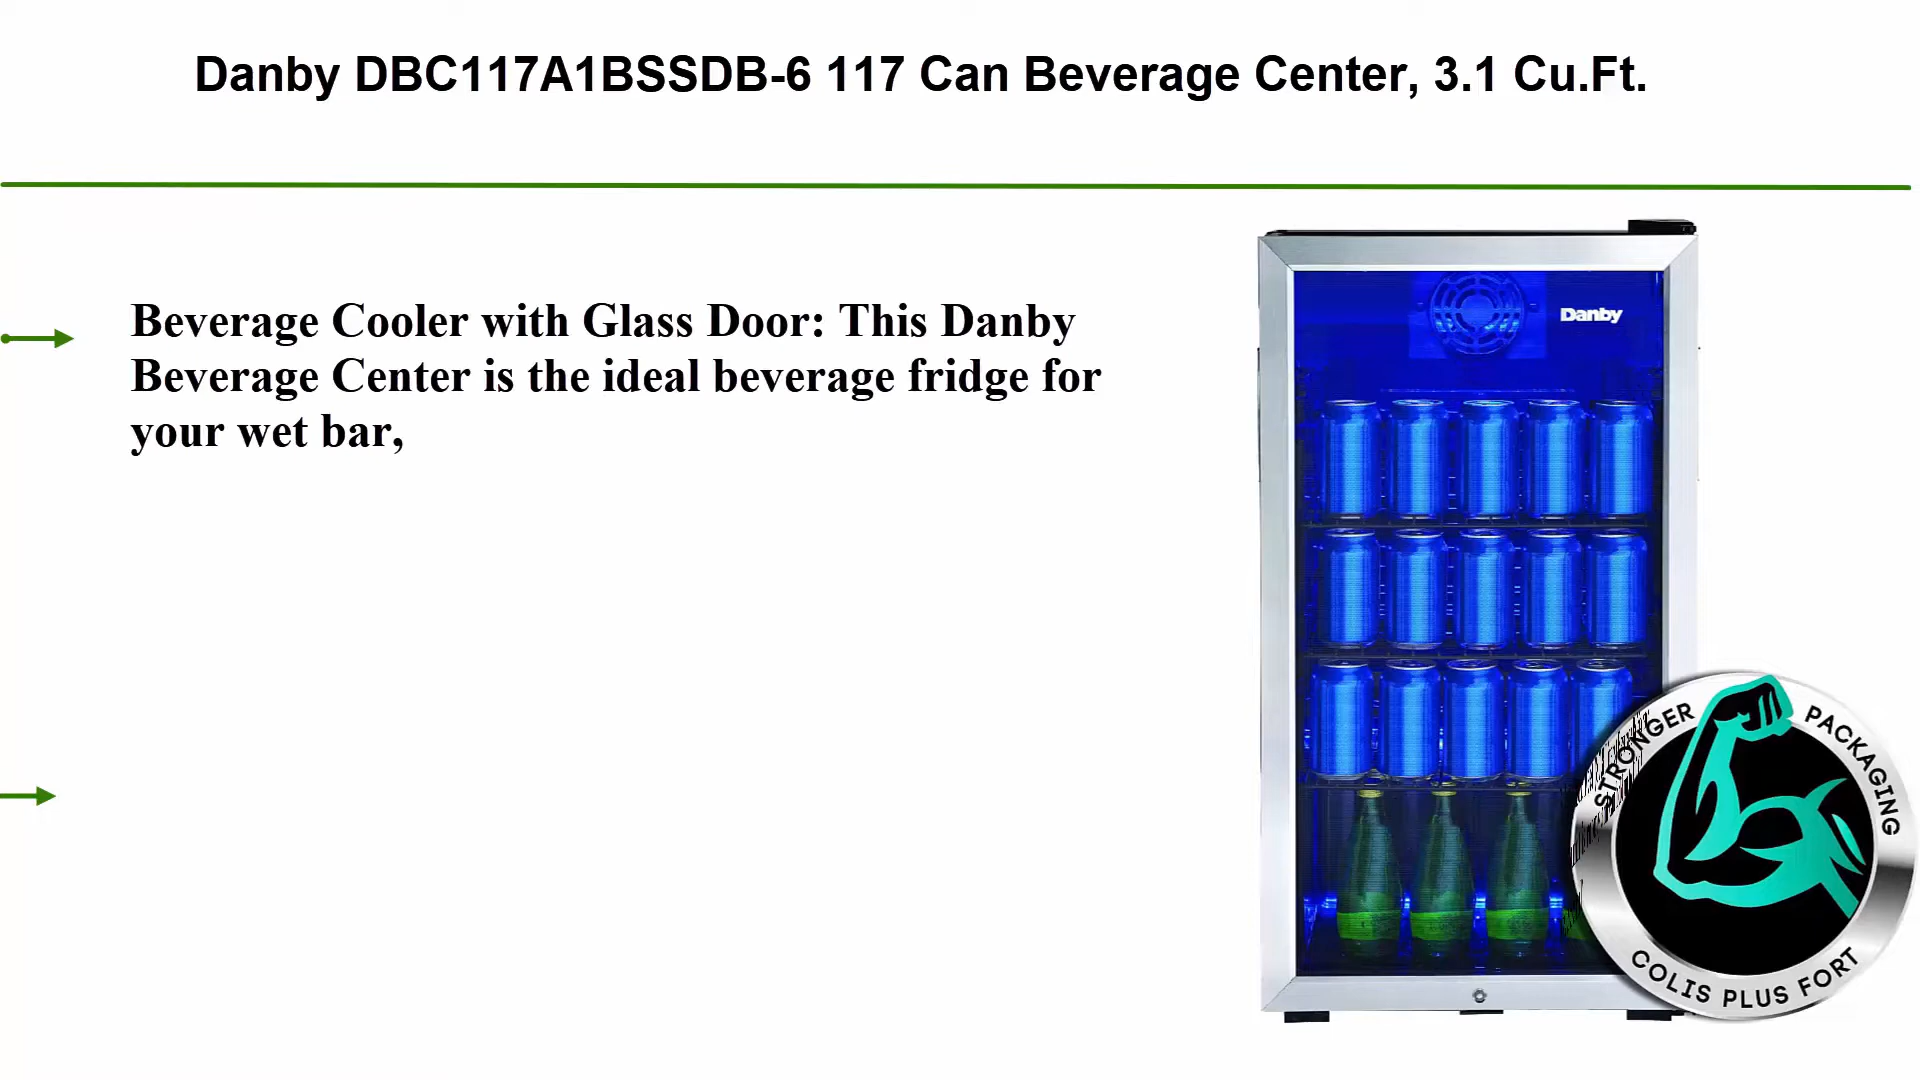 Danby DBC117A1BSSDB-6 117 Can Beverage Center, 3.1 Cu.Ft.
Beverage Cooler with Glass Door: This Danby
Beverage Center is the ideal beverage fridge for
your wet bar,
Danby
STRONGER PACKAGING
COLIS PLUS FORT